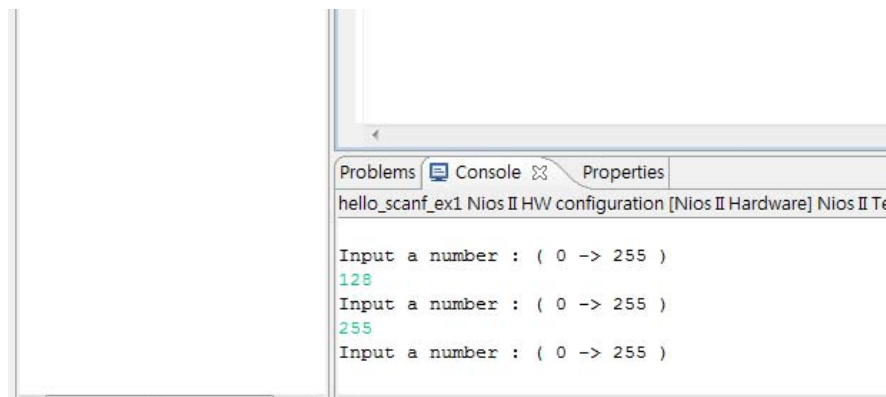 Problems Console Properties
hello_scanf_ex1 Nios II HW configuration [Nios II Hardware] Nios II Te
Input a number : ( 0 -> 255 )
128
Input a number : ( 0 -> 255 )
255
Input a number : ( 0 -> 255 )